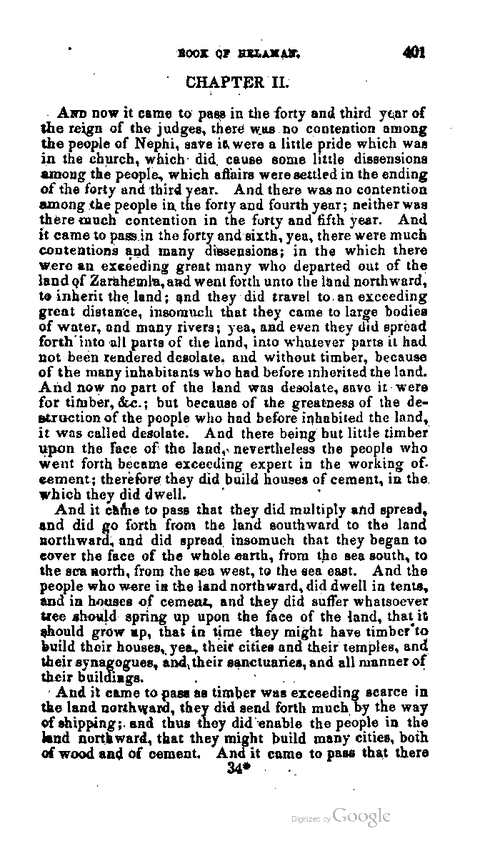 BOOK OF HELAMAN. 401
CHAPTER II.
AND now it came to pass in the forty and third year of
the reign of the judges, there was no contention among
the people of Nephi, save it were a little pride which was
in the church, which did cause some little dissensions
among the people, which affairs were settled in the ending
of the forty and third year. And there was no contention
among the people in the forty and fourth year; neither was
there much contention in the forty and fifth year. And
it came to pass in the forty and sixth, yea, there were much
contentions and many dissensions; in the which there
were an exceeding great many who departed out of the
land of Zarahemla, and went forth unto the land northward,
to inherit the land; and they did travel to an exceeding
great distance, insomuch that they came to large bodies
of water, and many rivers; yea, and even they did spread
forth into all parts of the land, into whatever parts it had
not been rendered desolate. and without timber, because
of the many inhabitants who had before inherited the land.
And now no part of the land was desolate, save it were
for timber, &c.; but because of the greatness of the de-
struction of the people who had before inhabited the land,
it was called desolate. And there being but little timber
upon the face of the land, nevertheless the people who
went forth became exceeding expert in the working of
cement; therefore they did build houses of cement, in the
which they did dwell.
And it came to pass that they did multiply and spread,
and did go forth from the land southward to the land
northward, and did spread insomuch that they began to
cover the face of the whole earth, from the sea south, to
the sea north, from the sea west, to the sea east. And the
people who were in the land northward, did dwell in tents,
and in houses of cement, and they did suffer whatsoever
tree should spring up upon the face of the land, that it
should grow up, that in time they might have timber to
build their houses, yea, their cities and their temples, and
their synagogues, and their sanctuaries, and all manner of
their buildings.
And it came to pass as timber was exceeding scarce in
the land northward, they did send forth much by the way
of shipping; and thus they did enable the people in the
land northward, that they might build many cities, both
of wood and of cement. And it came to pass that there
34*
Digitized by Google